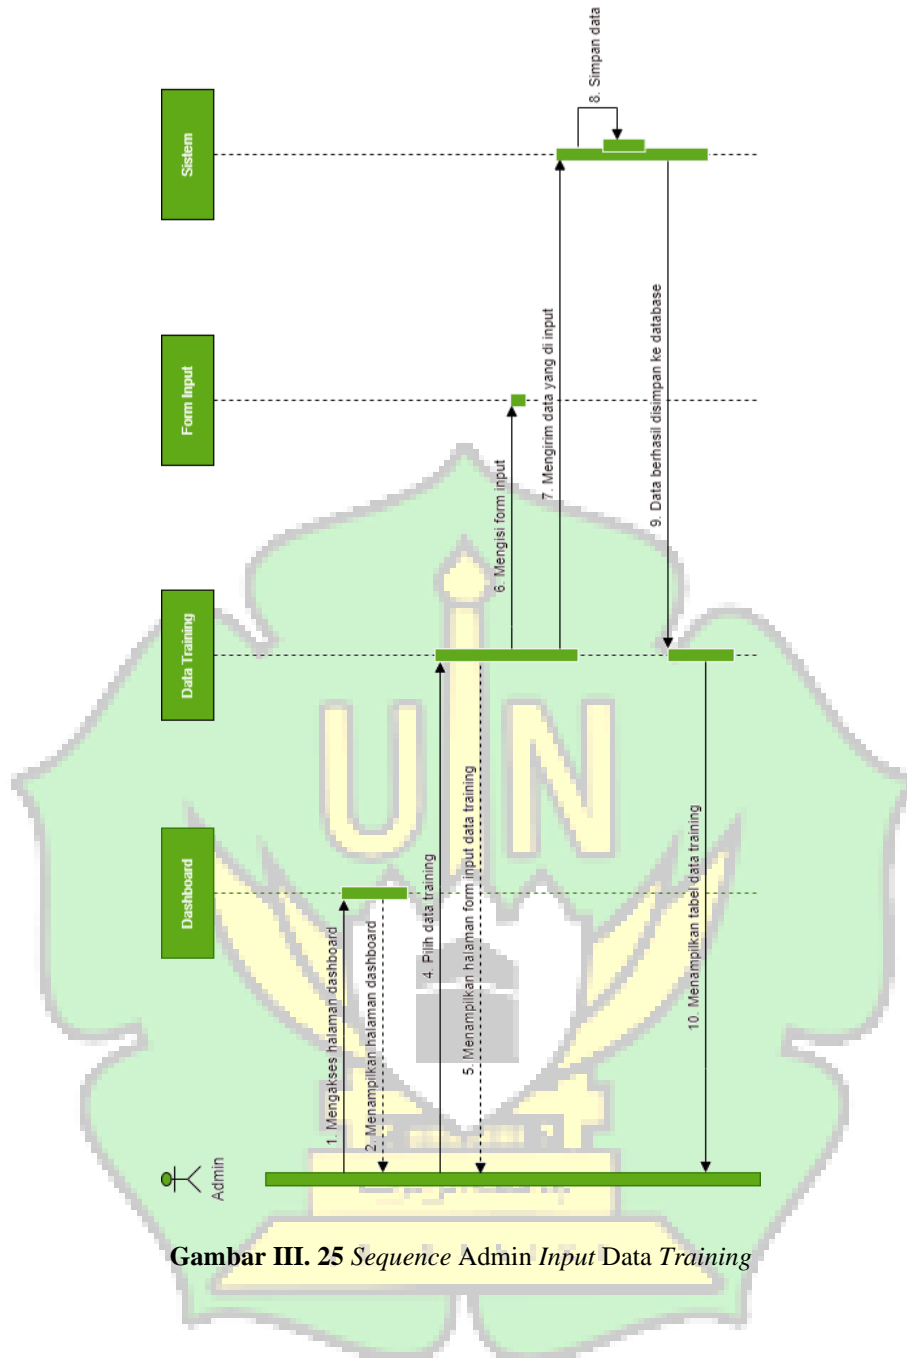 Admin
Dashboard
Data Training
Form Input
Sistem
1. Mengakses halaman dashboard
2. Menampilkan halaman dashboard
4. Pilih data training
5. Menampilkan halaman form input data training
6. Mengisi form input
7. Mengirim data yang di input
8. Simpan data
9. Data berhasil disimpan ke database
10. Menampilkan tabel data training
U I N
Gambar III. 25 Sequence Admin Input Data Training